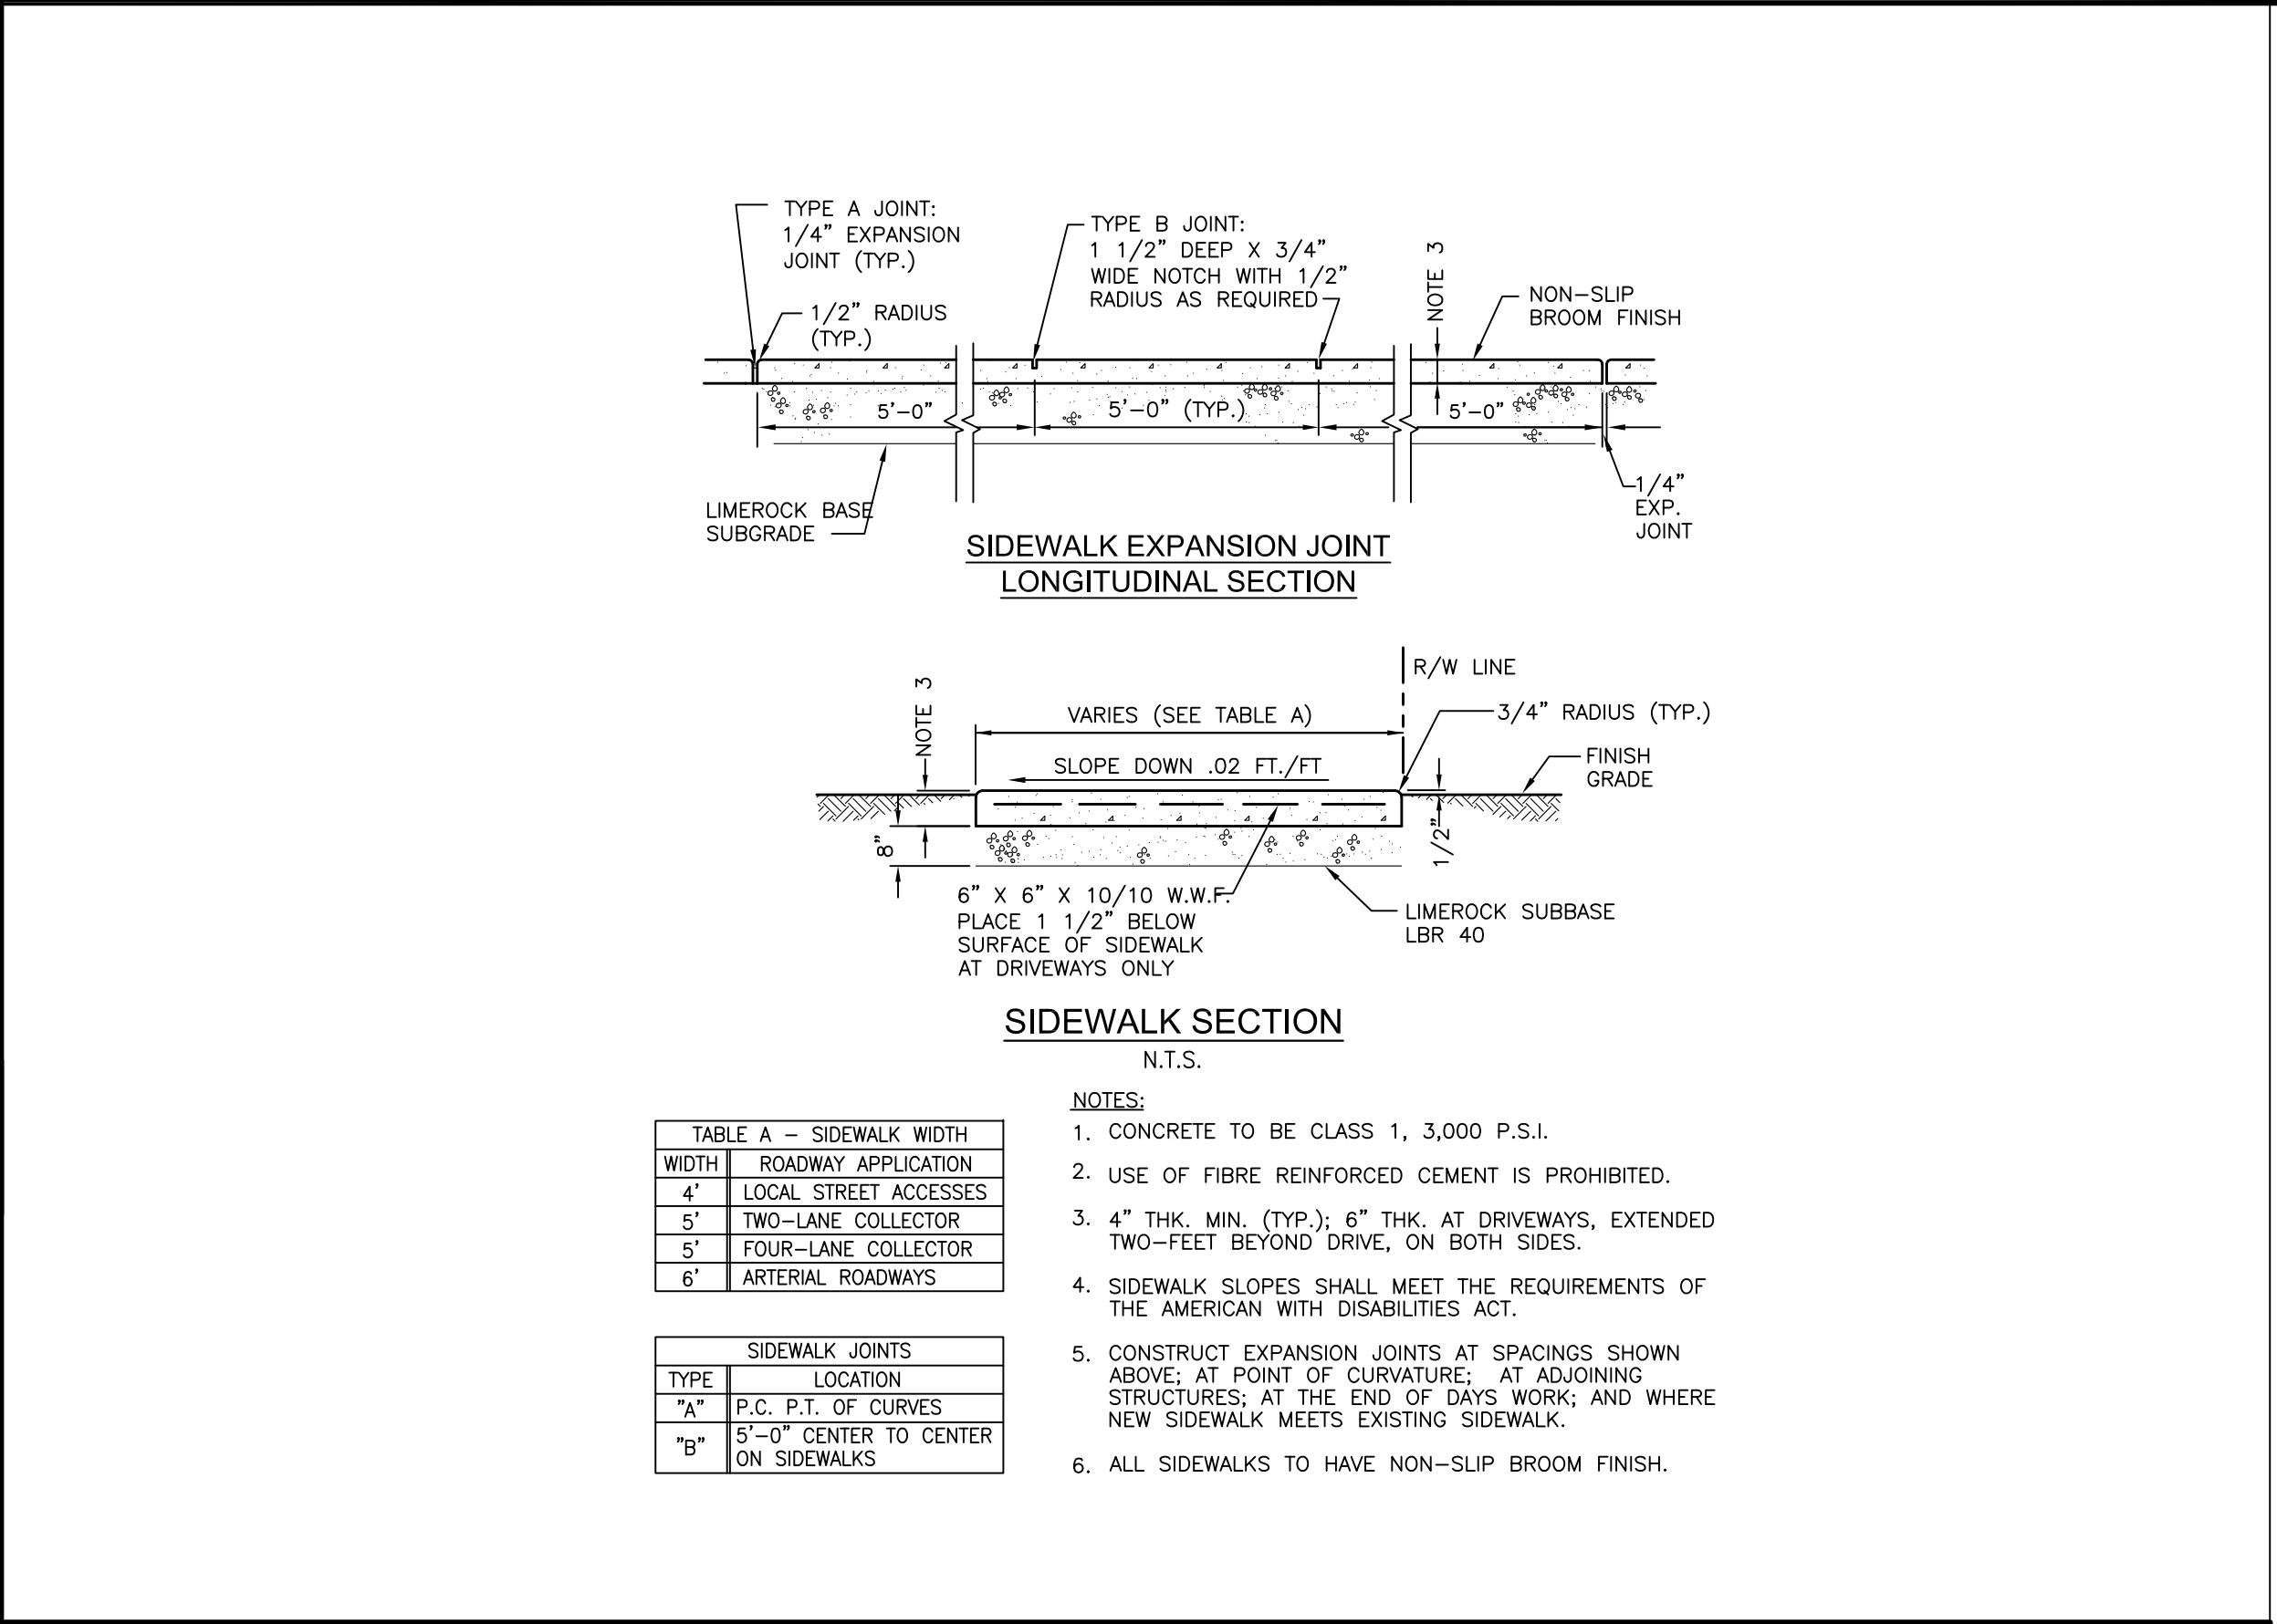 TYPE A JOINT:
1/4" EXPANSION
JOINT (TYP.)
1/2" RADIUS
(TYP.)
TYPE B JOINT:
1 1/2" DEEP X 3/4"
WIDE NOTCH WITH 1/2"
RADIUS AS REQUIRED
NOTE 3
NON-SLIP
BROOM FINISH
5'-0"
5'-0" (TYP.)
5'-0"
LIMEROCK BASE
SUBGRADE
1/4"
EXP.
JOINT
SIDEWALK EXPANSION JOINT
LONGITUDINAL SECTION
R/W LINE
NOTE 3
VARIES (SEE TABLE A)
3/4" RADIUS (TYP.)
SLOPE DOWN .02 FT./FT
FINISH
GRADE
8"
1/2"
6" X 6" X 10/10 W.W.F.
PLACE 1 1/2" BELOW
SURFACE OF SIDEWALK
AT DRIVEWAYS ONLY
LIMEROCK SUBBASE
LBR 40
SIDEWALK SECTION
N.T.S.
TABLE A - SIDEWALK WIDTH
WIDTH ROADWAY APPLICATION
4' LOCAL STREET ACCESSES
5' TWO-LANE COLLECTOR
5' FOUR-LANE COLLECTOR
6' ARTERIAL ROADWAYS
SIDEWALK JOINTS
TYPE LOCATION
"A" P.C. P.T. OF CURVES
"B" 5'-0" CENTER TO CENTER
ON SIDEWALKS
NOTES:
1. CONCRETE TO BE CLASS 1, 3,000 P.S.I.
2. USE OF FIBRE REINFORCED CEMENT IS PROHIBITED.
3. 4" THK. MIN. (TYP.); 6" THK. AT DRIVEWAYS, EXTENDED
TWO-FEET BEYOND DRIVE, ON BOTH SIDES.
4. SIDEWALK SLOPES SHALL MEET THE REQUIREMENTS OF
THE AMERICAN WITH DISABILITIES ACT.
5. CONSTRUCT EXPANSION JOINTS AT SPACINGS SHOWN
ABOVE; AT POINT OF CURVATURE; AT ADJOINING
STRUCTURES; AT THE END OF DAYS WORK; AND WHERE
NEW SIDEWALK MEETS EXISTING SIDEWALK.
6. ALL SIDEWALKS TO HAVE NON-SLIP BROOM FINISH.